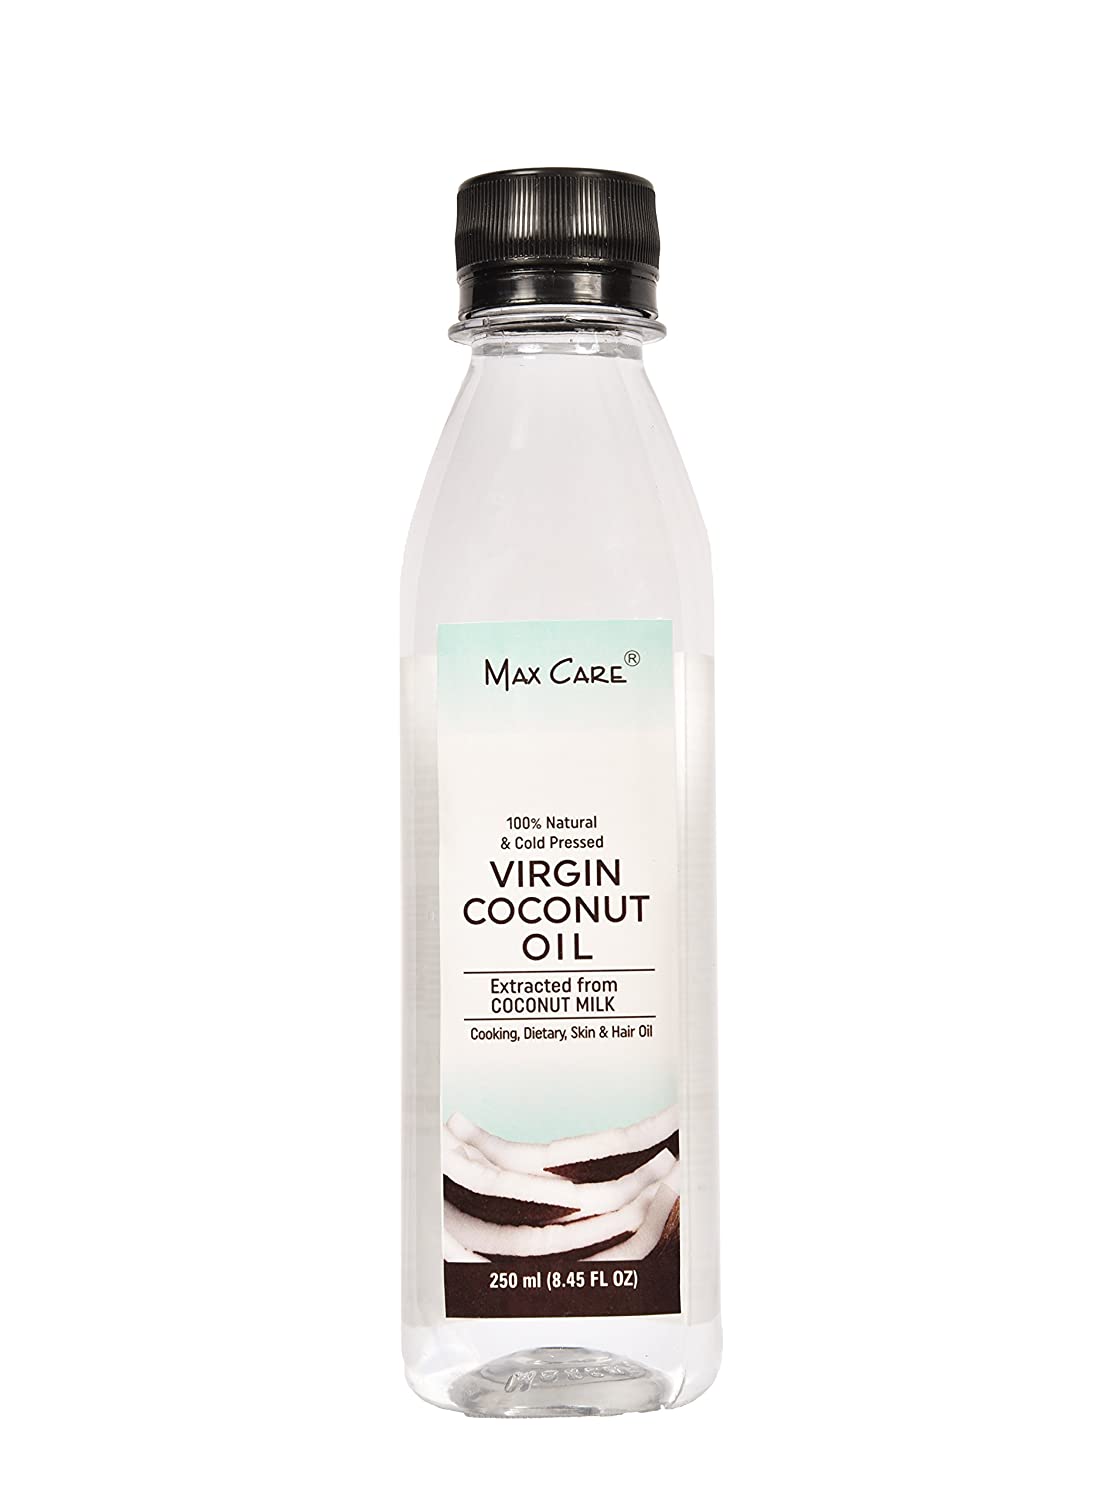 MAX CARE®
100% Natural
& Cold Pressed
VIRGIN
COCONUT
OIL
Extracted from
COCONUT MILK
Cooking, Dietary, Skin & Hair Oil
250 ml (8.45 FL OZ)